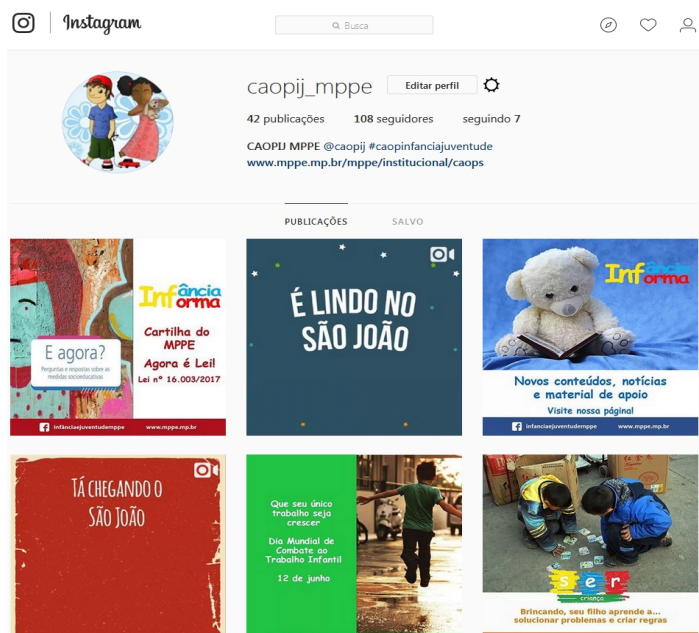 Instagram
Busca
caopij_mppe
Editar perfil
42 publicações 108 seguidores seguindo 7
CAOPIJ MPPE @caopij #caopinfanciajuventude
www.mppe.mp.br/mppe/institucional/caops
PUBLICAÇÕES SALVO
Infância
Informa
Cartilha do
MPPE
Agora é Lei!
Lei nº 16.003/2017
E agora?
Perguntas e respostas sobre as
medidas socioeducativas
infânciaejuventudemppe www.mppe.mp.br
É LINDO NO
SÃO JOÃO
Infância
Informa
Novos conteúdos, notícias
e material de apoio
Visite nossa página!
infanciaejuventudemppe www.mppe.mp.br
TÁ CHEGANDO O
SÃO JOÃO
Que seu único
trabalho seja
crescer
Dia Mundial de
Combate ao
Trabalho Infantil
12 de junho
ser
criança
Brincando, seu filho aprende a...
solucionar problemas e criar regras